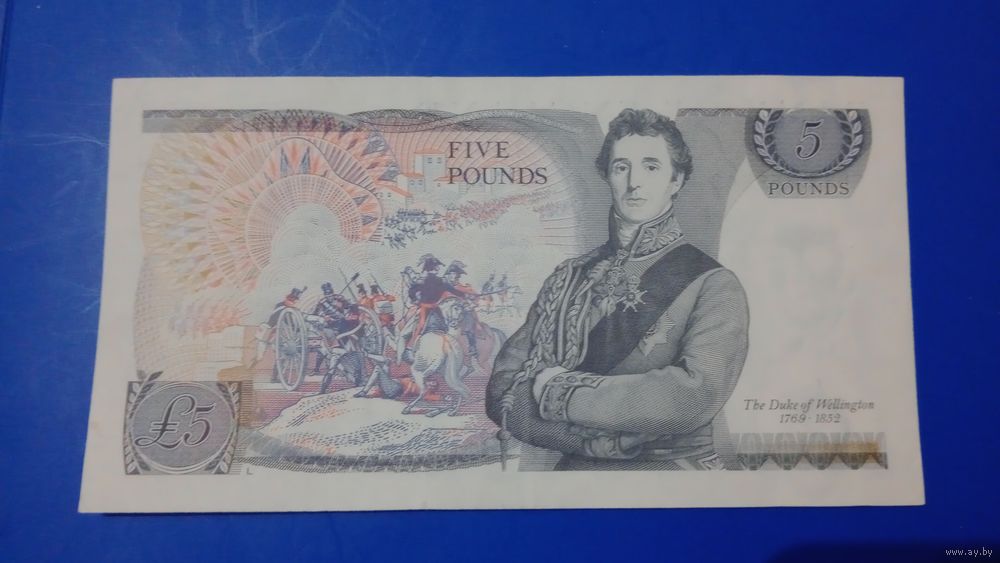 FIVE
POUNDS
5
POUNDS
£5
The Duke of Wellington
1769 - 1852
L
www.ay.by